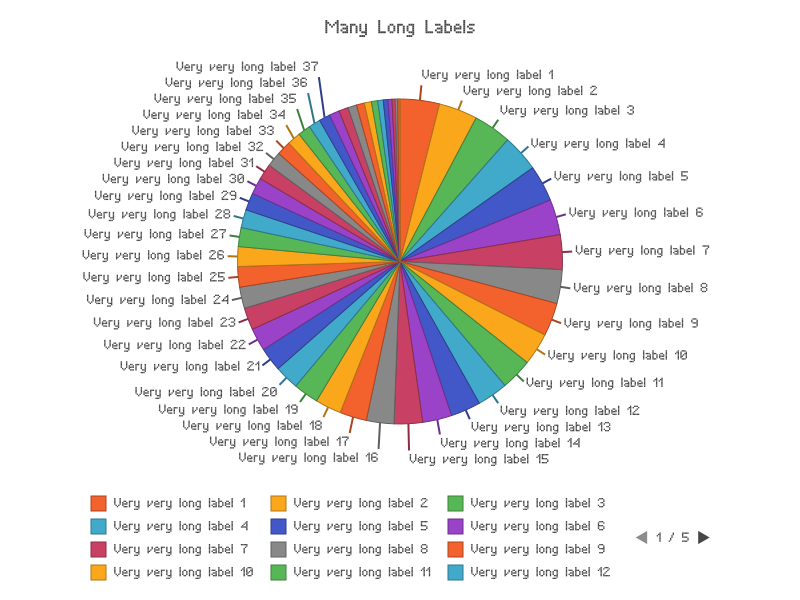 Many Long Labels
Very very long label 37
Very very long label 1
Very very long label 36
Very very long label 2
Very very long label 35
Very very long label 3
Very very long label 34
Very very long label 33
Very very long label 4
Very very long label 32
Very very long label 31
Very very long label 5
Very very long label 30
Very very long label 29
Very very long label 6
Very very long label 28
Very very long label 27
Very very long label 7
Very very long label 26
Very very long label 25
Very very long label 8
Very very long label 24
Very very long label 23
Very very long label 9
Very very long label 22
Very very long label 10
Very very long label 21
Very very long label 11
Very very long label 20
Very very long label 19
Very very long label 12
Very very long label 18
Very very long label 13
Very very long label 17
Very very long label 14
Very very long label 16
Very very long label 15
Very very long label 1
Very very long label 2
Very very long label 3
Very very long label 4
Very very long label 5
Very very long label 6
Very very long label 7
Very very long label 8
Very very long label 9
Very very long label 10
Very very long label 11
Very very long label 12
1 / 5